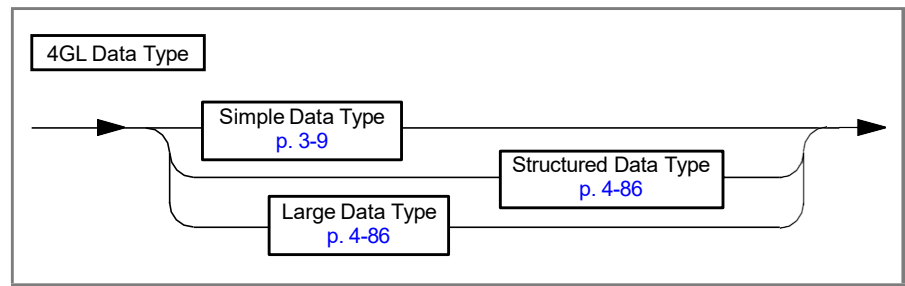 4GL Data Type
Simple Data Type
p. 3-9
Structured Data Type
p. 4-86
Large Data Type
p. 4-86